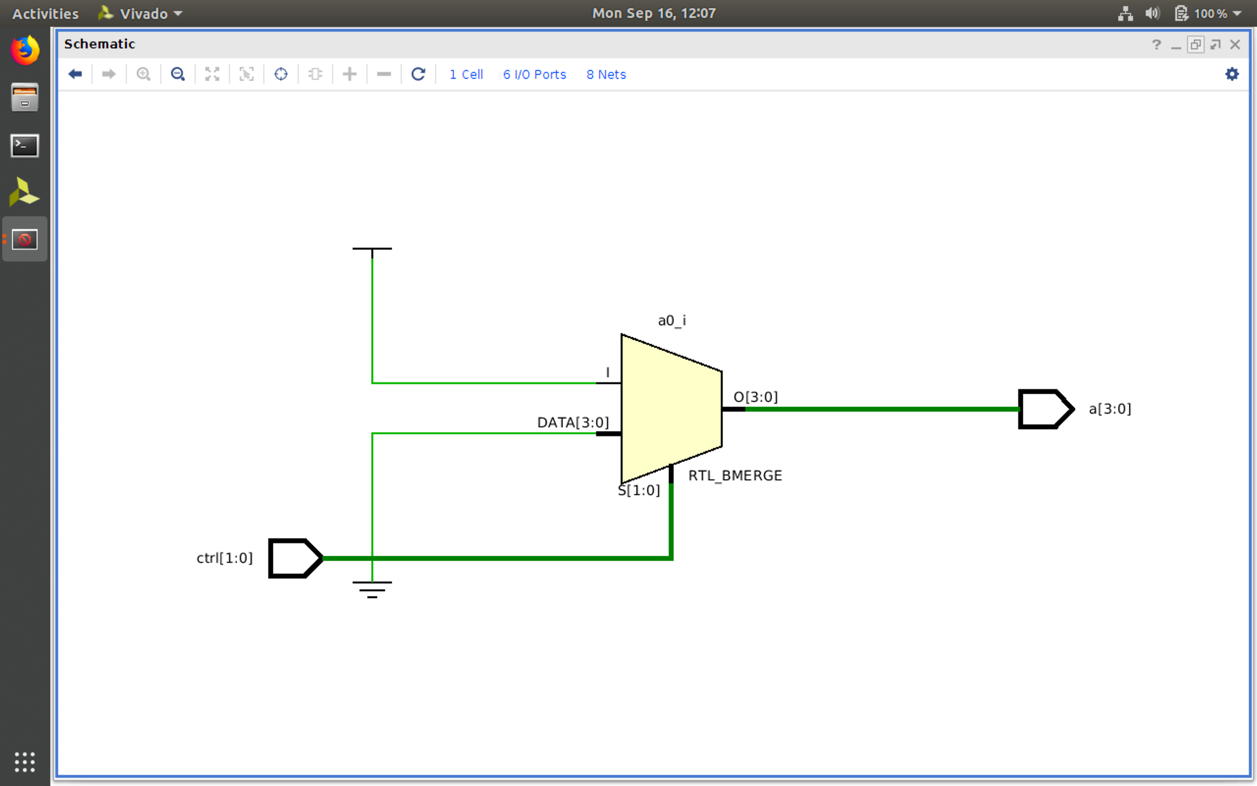 Activities Vivado Mon Sep 16, 12:07 100%
Schematic ?
1 Cell 6 I/O Ports 8 Nets
a0_i
I
O[3:0]
a[3:0]
DATA[3:0]
RTL_BMERGE
S[1:0]
ctrl[1:0]